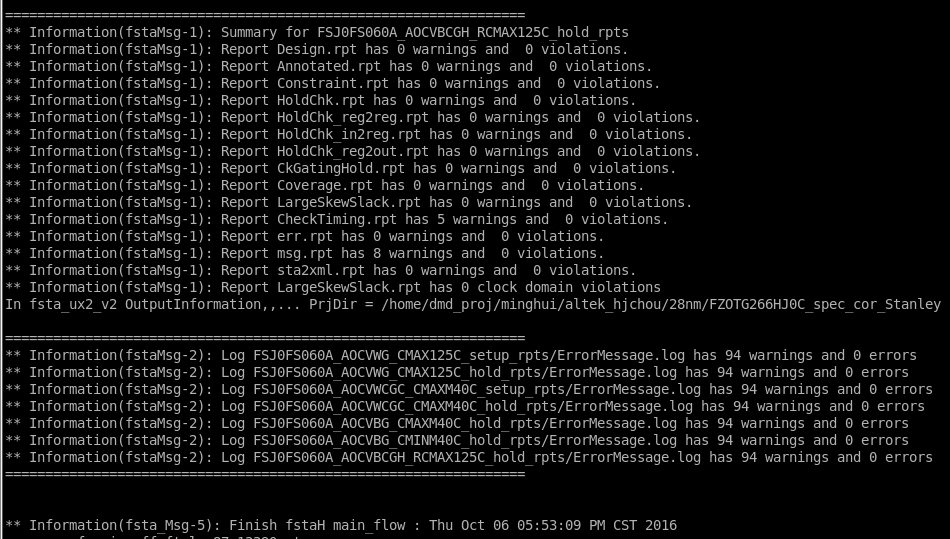 =================================================================
** Information(fstaMsg-1): Summary for FSJ0FS060A_AOCVBCGH_RCMAX125C_hold_rpts
** Information(fstaMsg-1): Report Design.rpt has 0 warnings and  0 violations.
** Information(fstaMsg-1): Report Annotated.rpt has 0 warnings and  0 violations.
** Information(fstaMsg-1): Report Constraint.rpt has 0 warnings and  0 violations.
** Information(fstaMsg-1): Report HoldChk.rpt has 0 warnings and  0 violations.
** Information(fstaMsg-1): Report HoldChk_reg2reg.rpt has 0 warnings and  0 violations.
** Information(fstaMsg-1): Report HoldChk_in2reg.rpt has 0 warnings and  0 violations.
** Information(fstaMsg-1): Report HoldChk_reg2out.rpt has 0 warnings and  0 violations.
** Information(fstaMsg-1): Report CkGatingHold.rpt has 0 warnings and  0 violations.
** Information(fstaMsg-1): Report Coverage.rpt has 0 warnings and  0 violations.
** Information(fstaMsg-1): Report LargeSkewSlack.rpt has 0 warnings and  0 violations.
** Information(fstaMsg-1): Report CheckTiming.rpt has 5 warnings and  0 violations.
** Information(fstaMsg-1): Report err.rpt has 0 warnings and  0 violations.
** Information(fstaMsg-1): Report msg.rpt has 8 warnings and  0 violations.
** Information(fstaMsg-1): Report sta2xml.rpt has 0 warnings and  0 violations.
** Information(fstaMsg-1): Report LargeSkewSlack.rpt has 0 clock domain violations
In fsta_ux2_v2 OutputInformation,,... PrjDir = /home/dmd_proj/minghui/altek_hjchou/28nm/FZOTG266HJ0C_spec_cor_Stanley
=================================================================
** Information(fstaMsg-2): Log FSJ0FS060A_AOCVWG_CMAX125C_setup_rpts/ErrorMessage.log has 94 warnings and 0 errors
** Information(fstaMsg-2): Log FSJ0FS060A_AOCVWG_CMAX125C_hold_rpts/ErrorMessage.log has 94 warnings and 0 errors
** Information(fstaMsg-2): Log FSJ0FS060A_AOCVWCGC_CMAXM40C_setup_rpts/ErrorMessage.log has 94 warnings and 0 errors
** Information(fstaMsg-2): Log FSJ0FS060A_AOCVWCGC_CMAXM40C_hold_rpts/ErrorMessage.log has 94 warnings and 0 errors
** Information(fstaMsg-2): Log FSJ0FS060A_AOCVBG_CMAXM40C_hold_rpts/ErrorMessage.log has 94 warnings and 0 errors
** Information(fstaMsg-2): Log FSJ0FS060A_AOCVBG_CMINM40C_hold_rpts/ErrorMessage.log has 94 warnings and 0 errors
** Information(fstaMsg-2): Log FSJ0FS060A_AOCVBCGH_RCMAX125C_hold_rpts/ErrorMessage.log has 94 warnings and 0 errors
=================================================================
** Information(fsta_Msg-5): Finish fstaH main_flow : Thu Oct 06 05:53:09 PM CST 2016